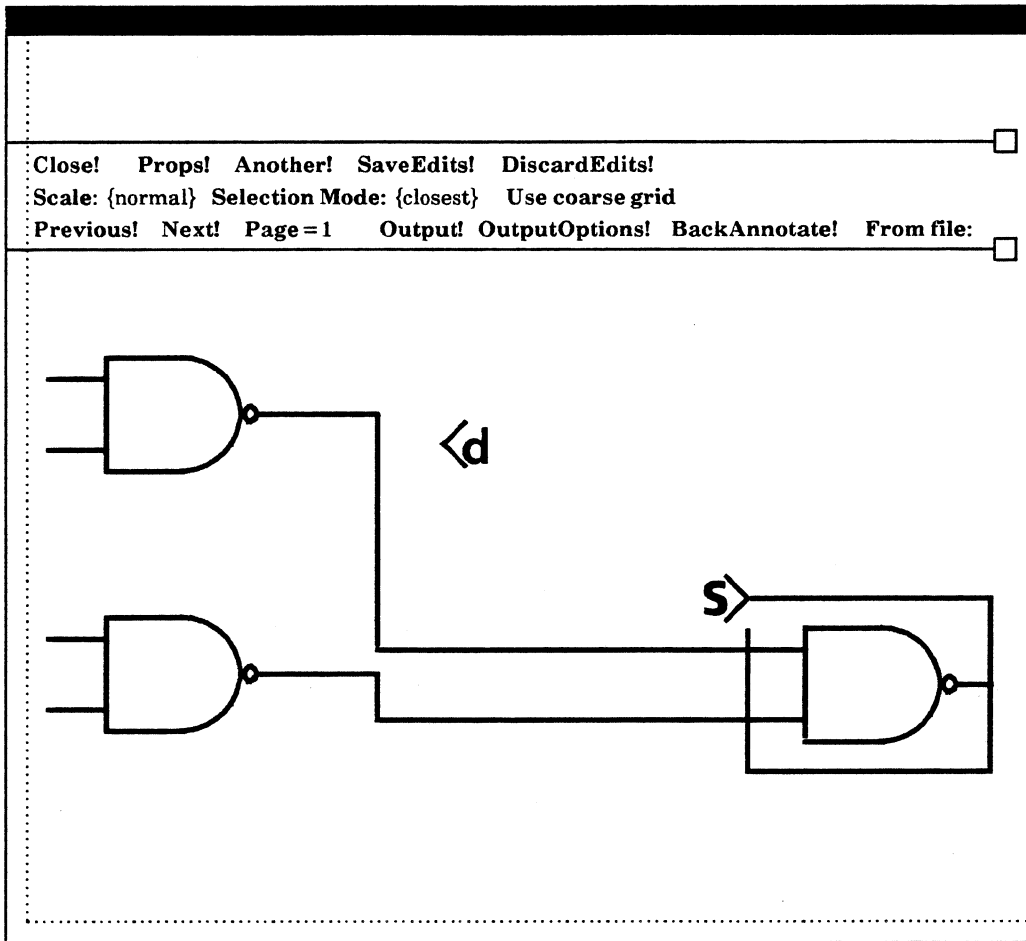 Close! Props! Another! SaveEdits! DiscardEdits!
Scale: {normal} Selection Mode: {closest} Use coarse grid
Previous! Next! Page = 1 Output! OutputOptions! BackAnnotate! From file:
d
S